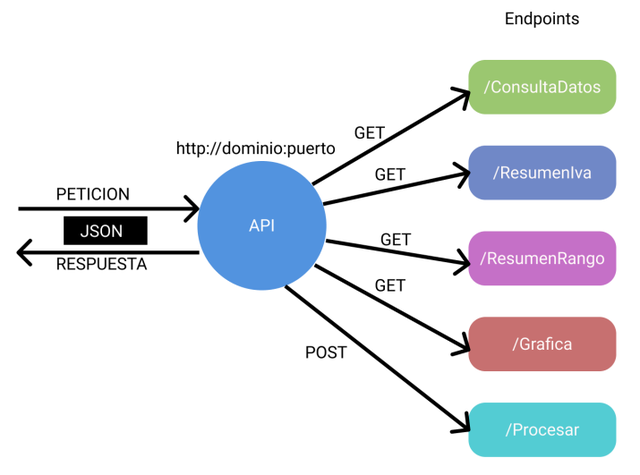 Endpoints
/ConsultaDatos
GET
http://dominio:puerto
GET
/ResumenIva
PETICION
API
JSON
GET
/ResumenRango
RESPUESTA
GET
/Grafica
POST
/Procesar